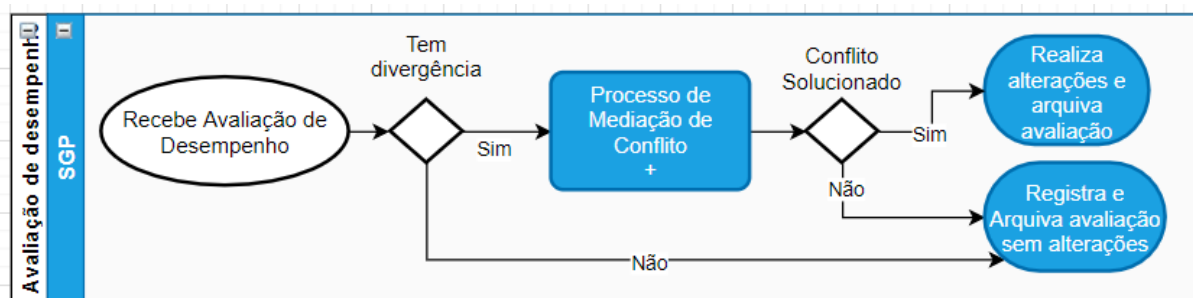 Avaliação de desempenho
SGP
Recebe Avaliação de
Desempenho
Tem
divergência
Sim
Não
Processo de
Mediação de
Conflito
+
Conflito
Solucionado
Sim
Não
Realiza
alterações e
arquiva
avaliação
Registra e
Arquiva avaliação
sem alterações